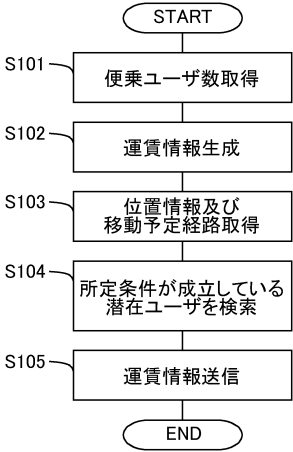 START
S101
便乗ユーザ数取得
S102
運賃情報生成
S103
位置情報及び
移動予定経路取得
S104
所定条件が成立している
潜在ユーザを検索
S105
運賃情報送信
END